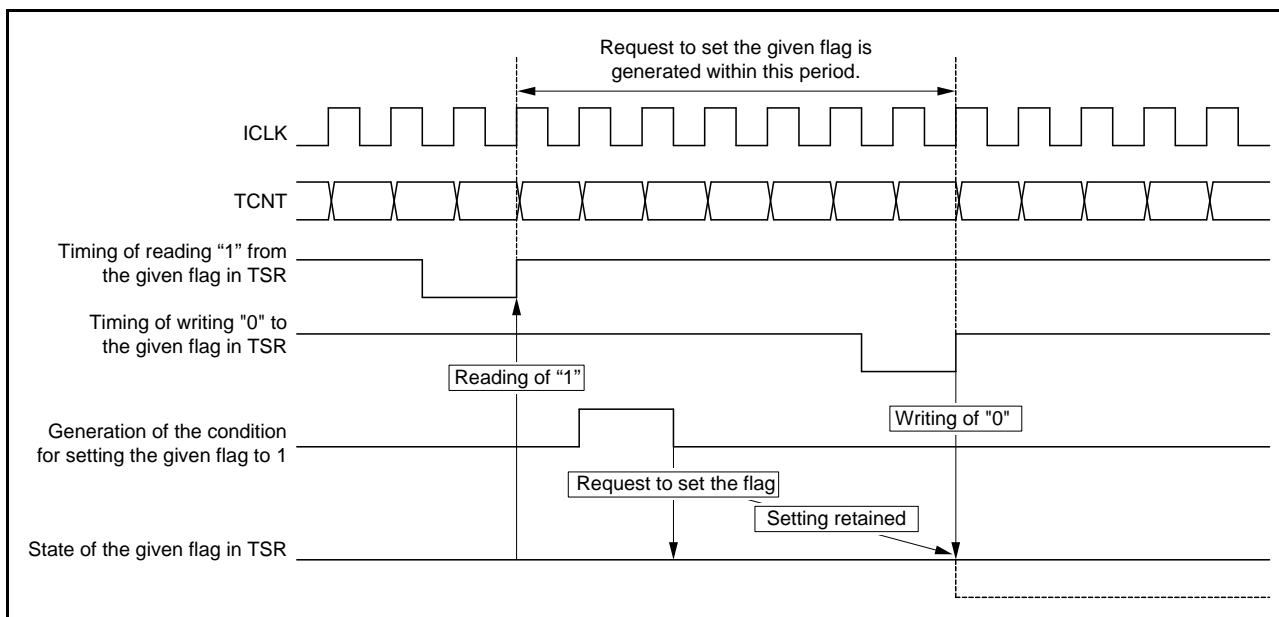 Request to set the given flag is
generated within this period.
ICLK
TCNT
Timing of reading “1” from
the given flag in TSR
Timing of writing "0" to
the given flag in TSR
Reading of “1”
Writing of "0"
Generation of the condition
for setting the given flag to 1
Request to set the flag
Setting retained
State of the given flag in TSR